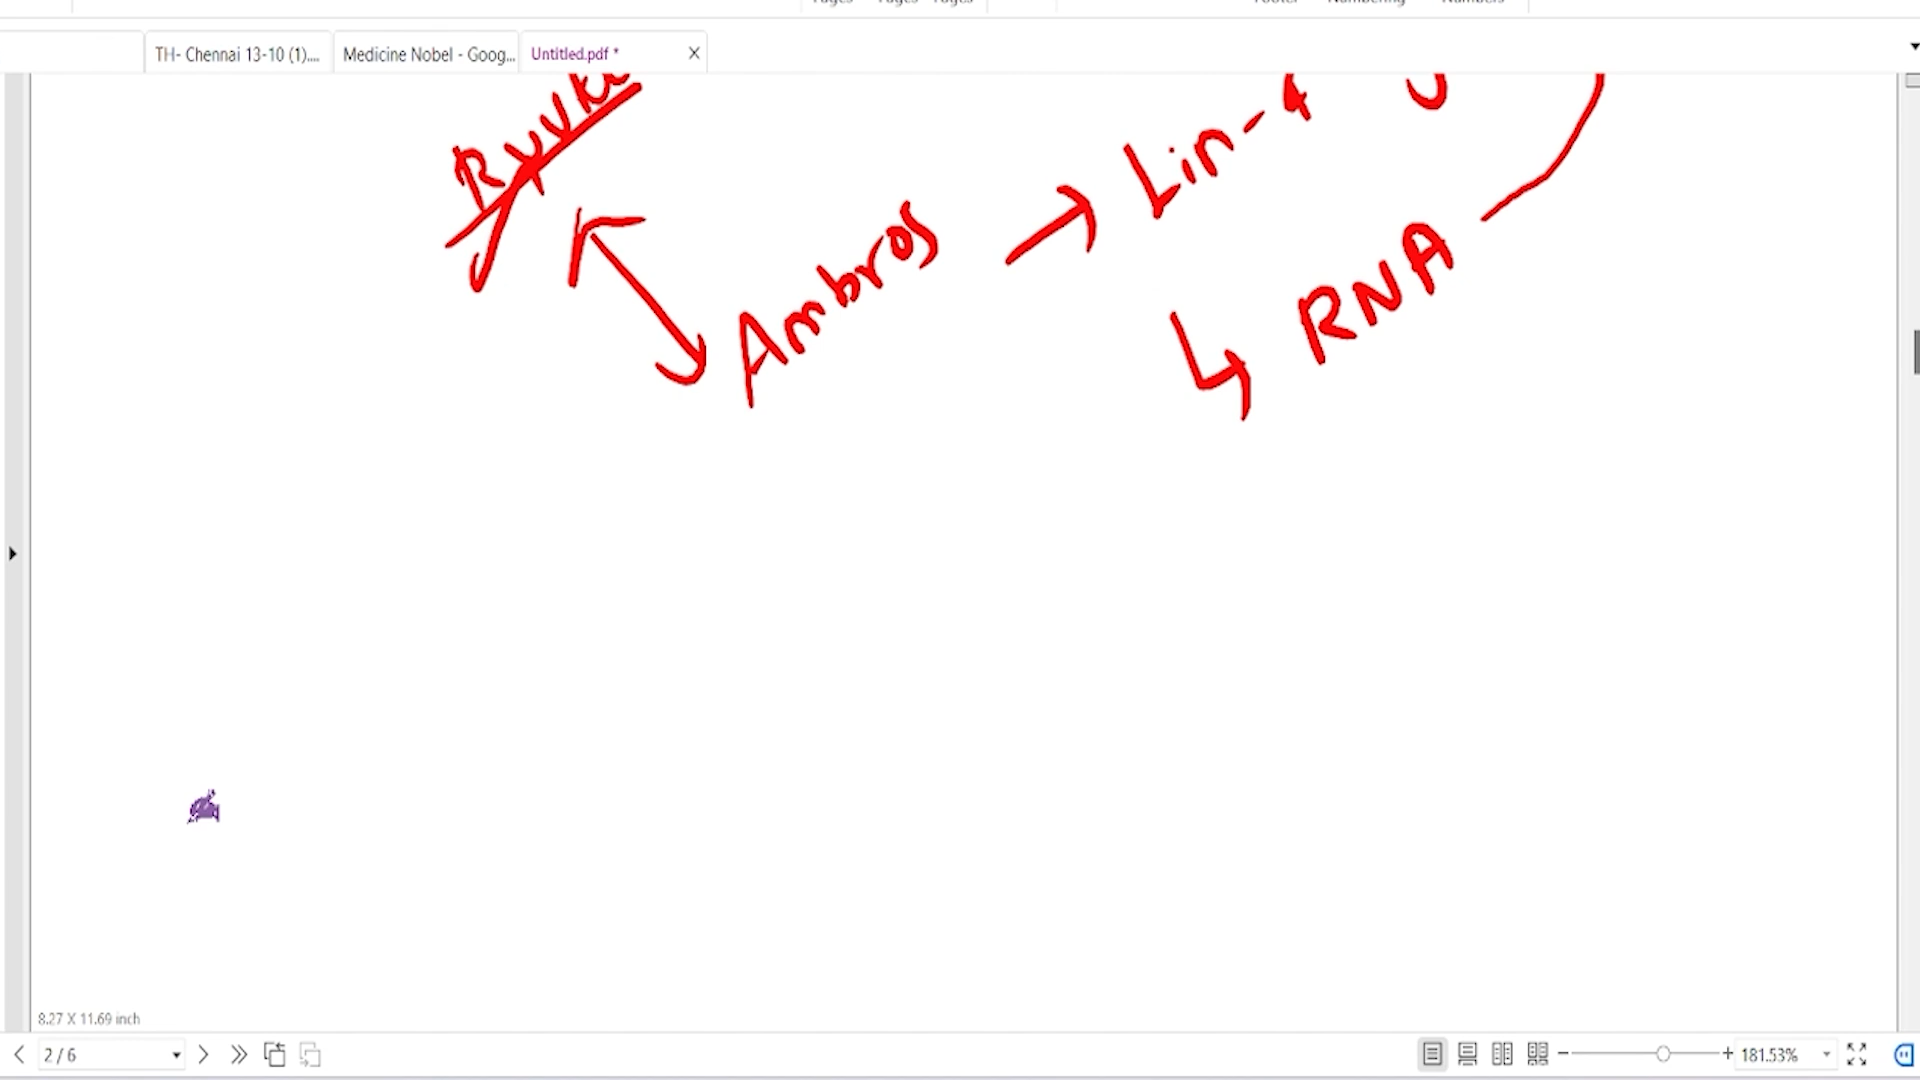 TH- Chennai 13-10 (1)....
Medicine Nobel - Goog...
Untitled.pdf *
Lin-4
Ambros
RNA
8.27 X 11.69 inch
2 / 6
181.53%